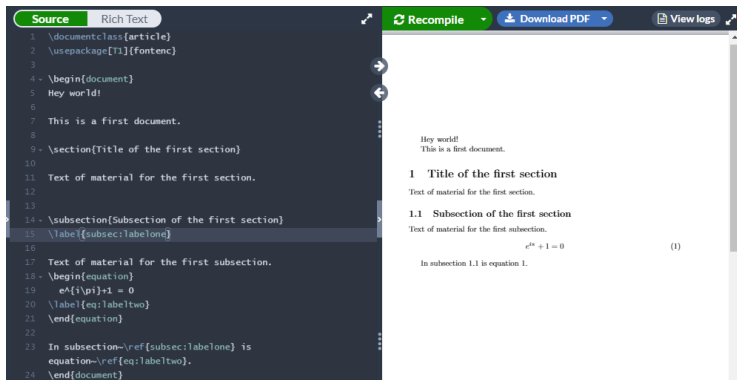 Source Rich Text
Recompile Download PDF View logs
1 \documentclass{article}
2 \usepackage[T1]{fontenc}
3
4 \begin{document}
5 Hey world!
6
7 This is a first document.
8
9 \section{Title of the first section}
10
11 Text of material for the first section.
12
13
14 \subsection{Subsection of the first section}
15 \label{subsec:labelone}
16
17 Text of material for the first subsection.
18 \begin{equation}
19 e^{i\pi}+1 = 0
20 \label{eq:labeltwo}
21 \end{equation}
22
23 In subsection~\ref{subsec:labelone} is
equation~\ref{eq:labeltwo}.
24 \end{document}
Hey world!
This is a first document.
1 Title of the first section
Text of material for the first section.
1.1 Subsection of the first section
Text of material for the first subsection.
e^{iπ} + 1 = 0 (1)
In subsection 1.1 is equation 1.